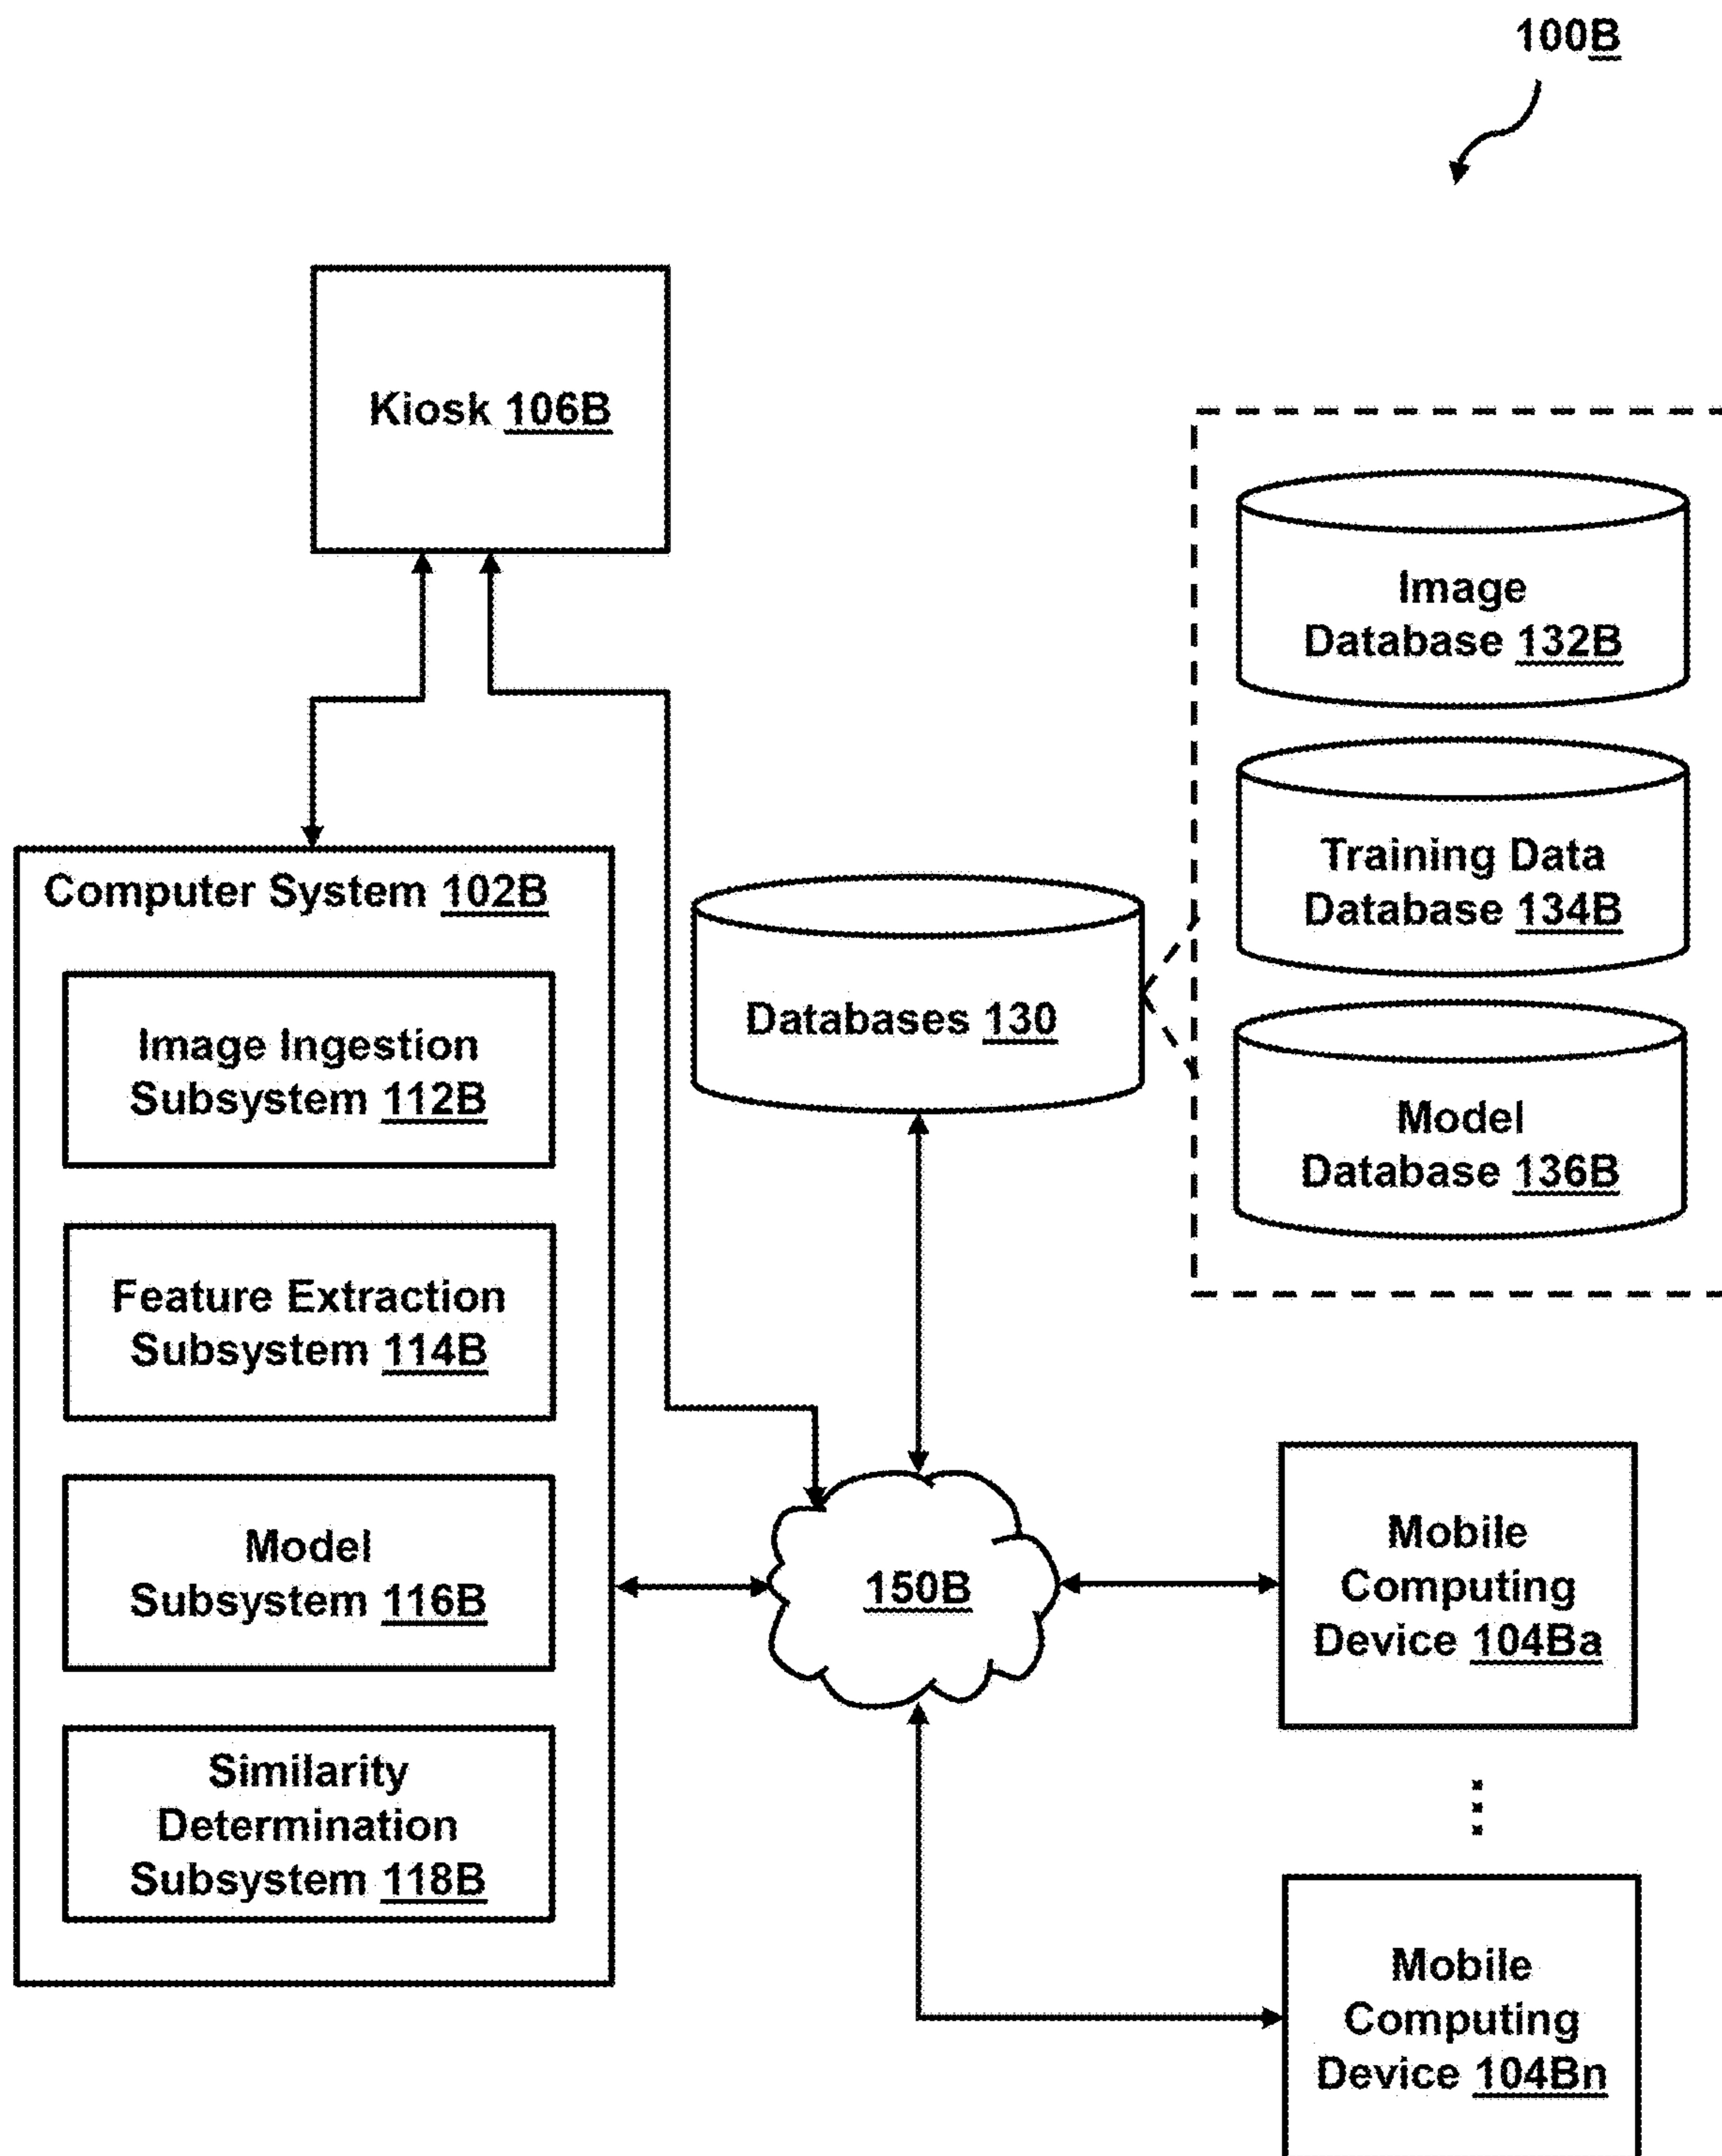 100B
Kiosk 106B
Image
Database 132B
Training Data
Database 134B
Model
Database 136B
Databases 130
Computer System 102B
Image Ingestion
Subsystem 112B
Feature Extraction
Subsystem 114B
Model
Subsystem 116B
Similarity
Determination
Subsystem 118B
150B
Mobile
Computing
Device 104Ba
Mobile
Computing
Device 104Bn